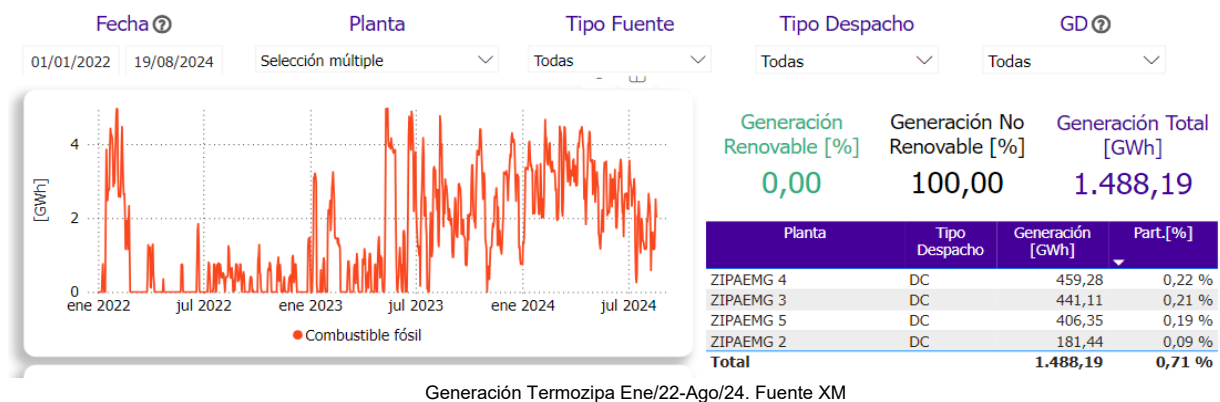 Fecha Planta Tipo Fuente Tipo Despacho GD
01/01/2022 19/08/2024 Selección múltiple Todas Todas Todas
4
2
0
[GWh]
ene 2022 jul 2022 ene 2023 jul 2023 ene 2024 jul 2024
Combustible fósil
Generación Renovable [%]
0,00
Generación No Renovable [%]
100,00
Generación Total [GWh]
1.488,19
Planta Tipo Despacho Generación [GWh] Part.[%]
ZIPAEMG 4 DC 459,28 0,22 %
ZIPAEMG 3 DC 441,11 0,21 %
ZIPAEMG 5 DC 406,35 0,19 %
ZIPAEMG 2 DC 181,44 0,09 %
Total 1.488,19 0,71 %
Generación Termozipa Ene/22-Ago/24. Fuente XM